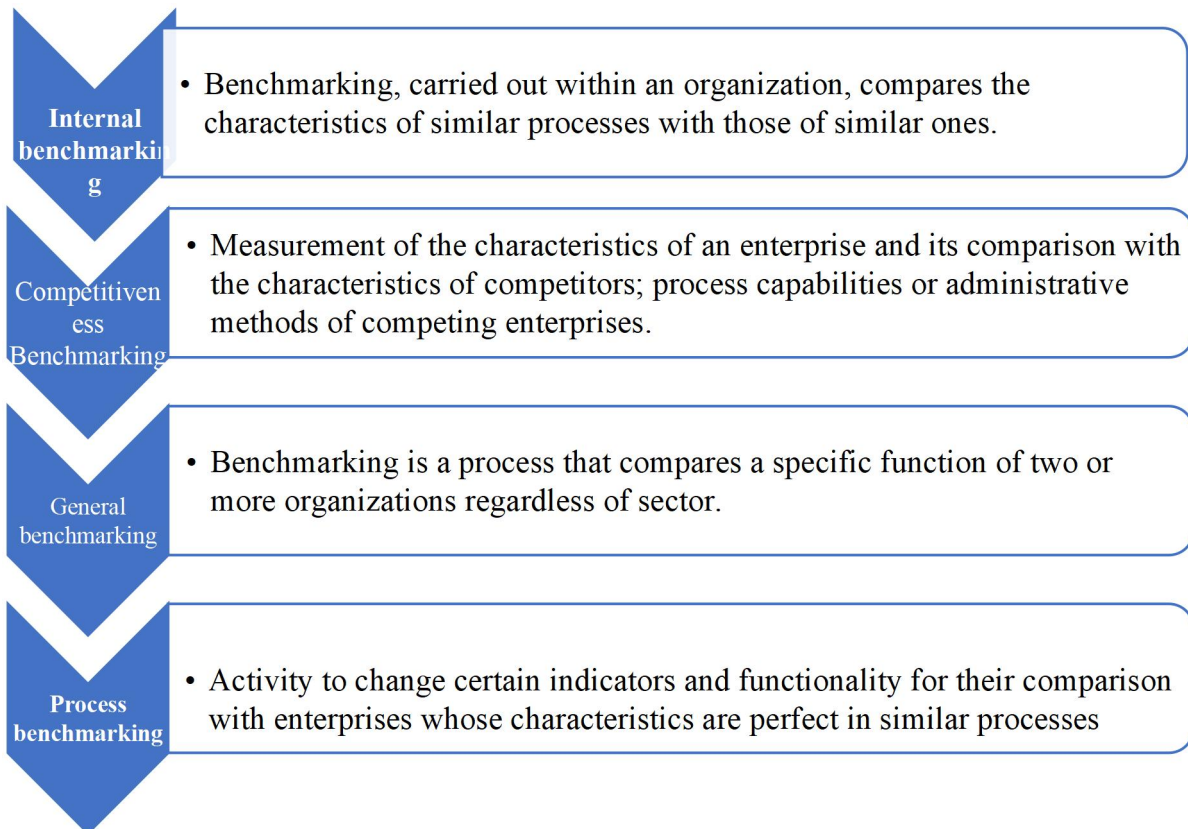 Internal
benchmarkin
g
• Benchmarking, carried out within an organization, compares the
characteristics of similar processes with those of similar ones.
Competitiven
ess
Benchmarking
• Measurement of the characteristics of an enterprise and its comparison with
the characteristics of competitors; process capabilities or administrative
methods of competing enterprises.
General
benchmarking
• Benchmarking is a process that compares a specific function of two or
more organizations regardless of sector.
Process
benchmarking
• Activity to change certain indicators and functionality for their comparison
with enterprises whose characteristics are perfect in similar processes